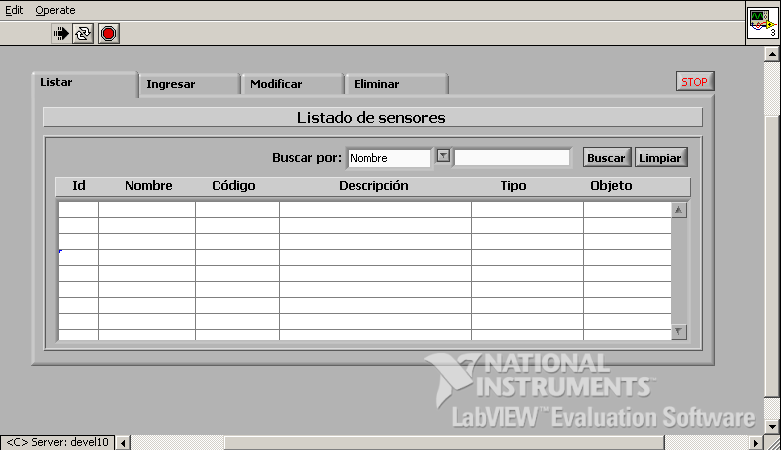 Edit Operate
3
Listar Ingresar Modificar Eliminar STOP
Listado de sensores
Buscar por: Nombre Buscar Limpiar
Id Nombre Código Descripción Tipo Objeto
NATIONAL
INSTRUMENTS™
LabVIEW™ Evaluation Software
<C> Server: devel10